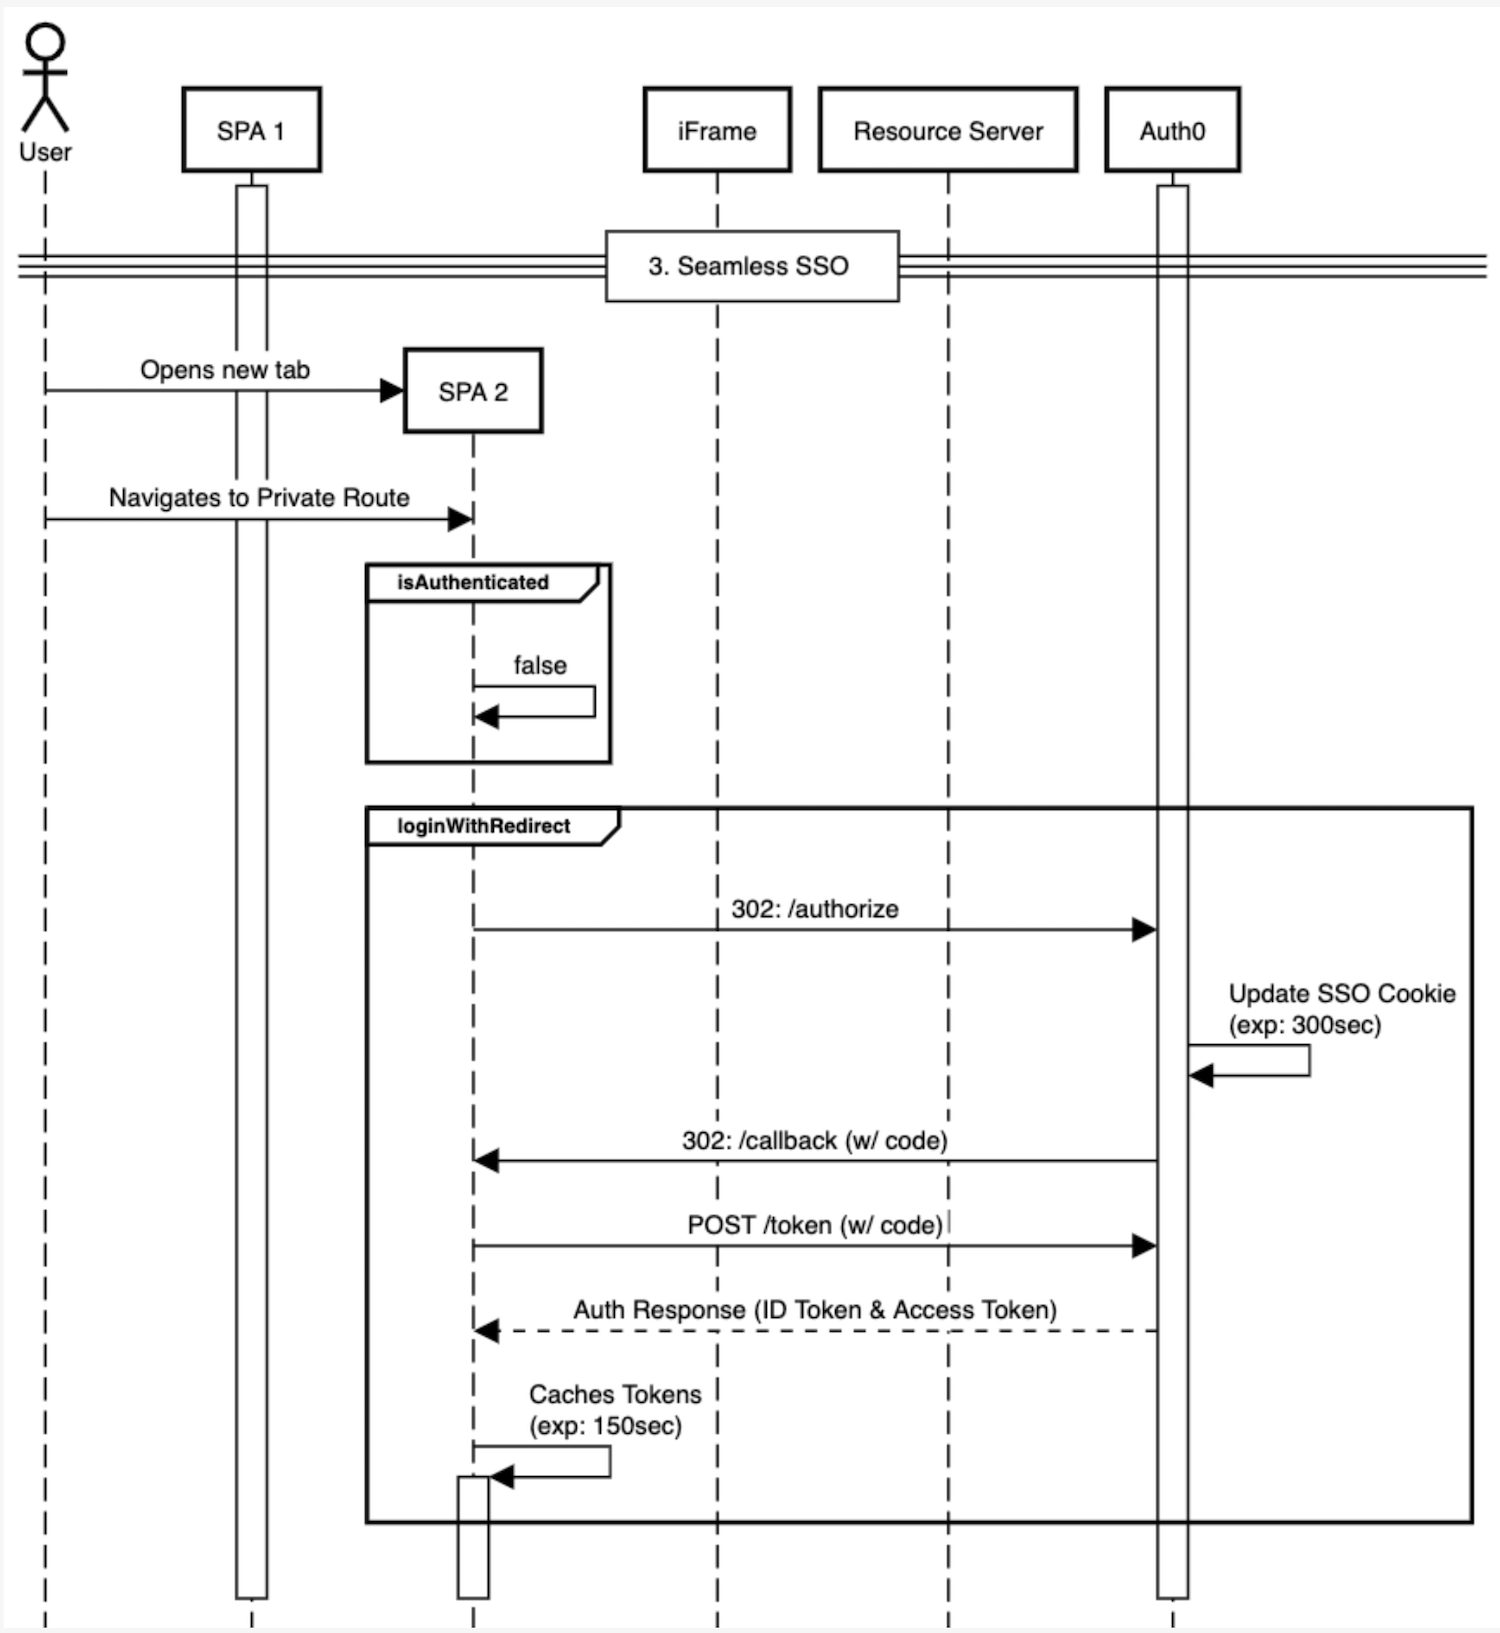 User
SPA 1
iFrame
Resource Server
Auth0
3. Seamless SSO
Opens new tab
SPA 2
Navigates to Private Route
isAuthenticated
false
loginWithRedirect
302: /authorize
Update SSO Cookie
(exp: 300sec)
302: /callback (w/ code)
POST /token (w/ code)
Auth Response (ID Token & Access Token)
Caches Tokens
(exp: 150sec)